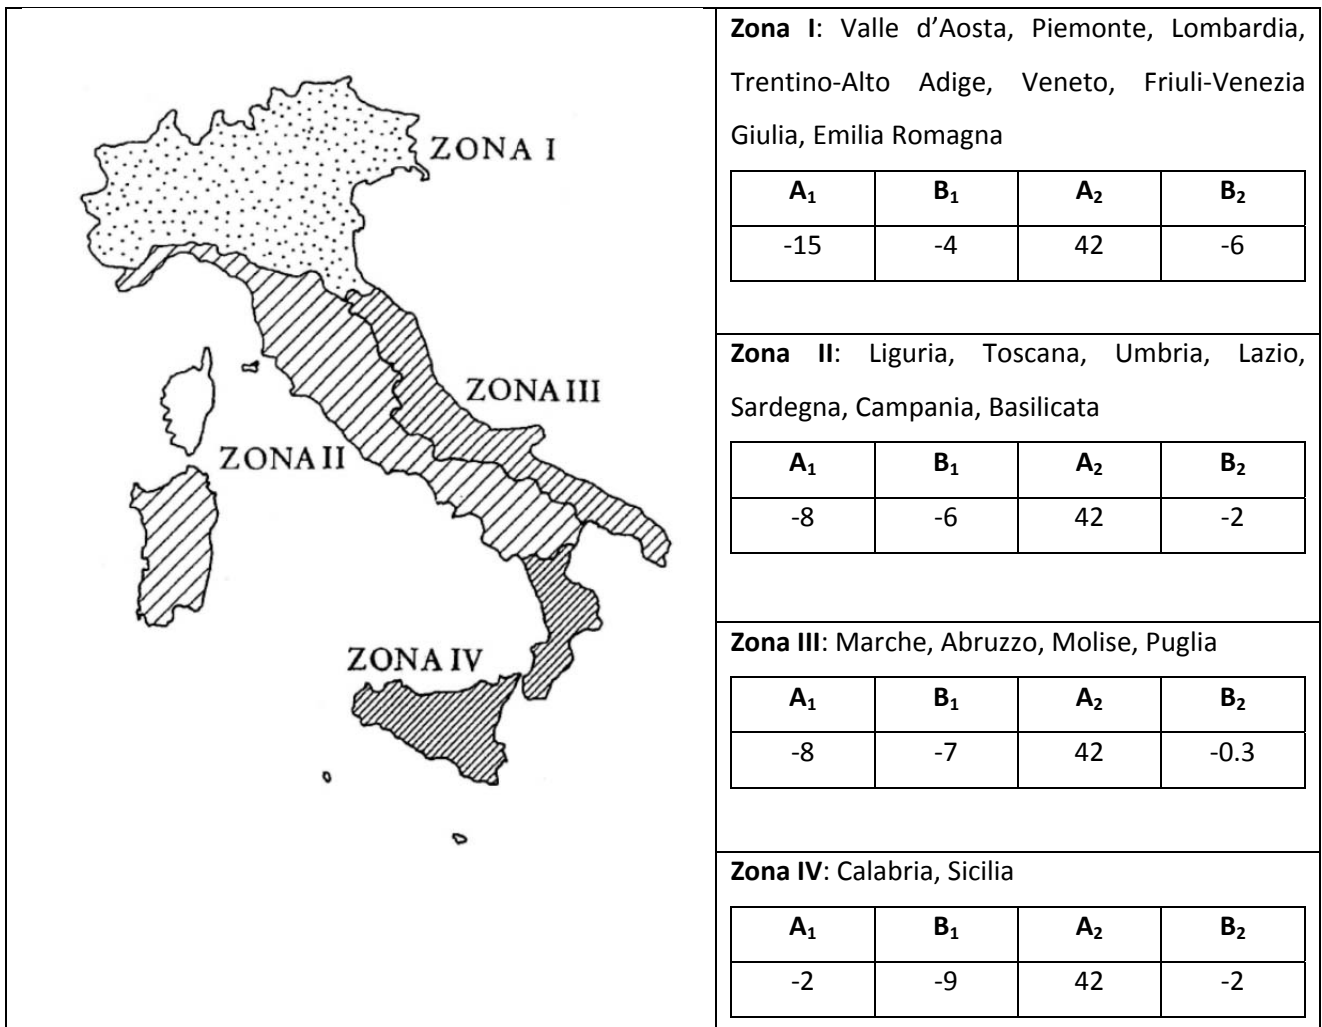 ZONA I
ZONA III
ZONA II
ZONA IV
Zona I: Valle d’Aosta, Piemonte, Lombardia,
Trentino-Alto Adige, Veneto, Friuli-Venezia
Giulia, Emilia Romagna
A₁ B₁ A₂ B₂
-15 -4 42 -6
Zona II: Liguria, Toscana, Umbria, Lazio,
Sardegna, Campania, Basilicata
A₁ B₁ A₂ B₂
-8 -6 42 -2
Zona III: Marche, Abruzzo, Molise, Puglia
A₁ B₁ A₂ B₂
-8 -7 42 -0.3
Zona IV: Calabria, Sicilia
A₁ B₁ A₂ B₂
-2 -9 42 -2